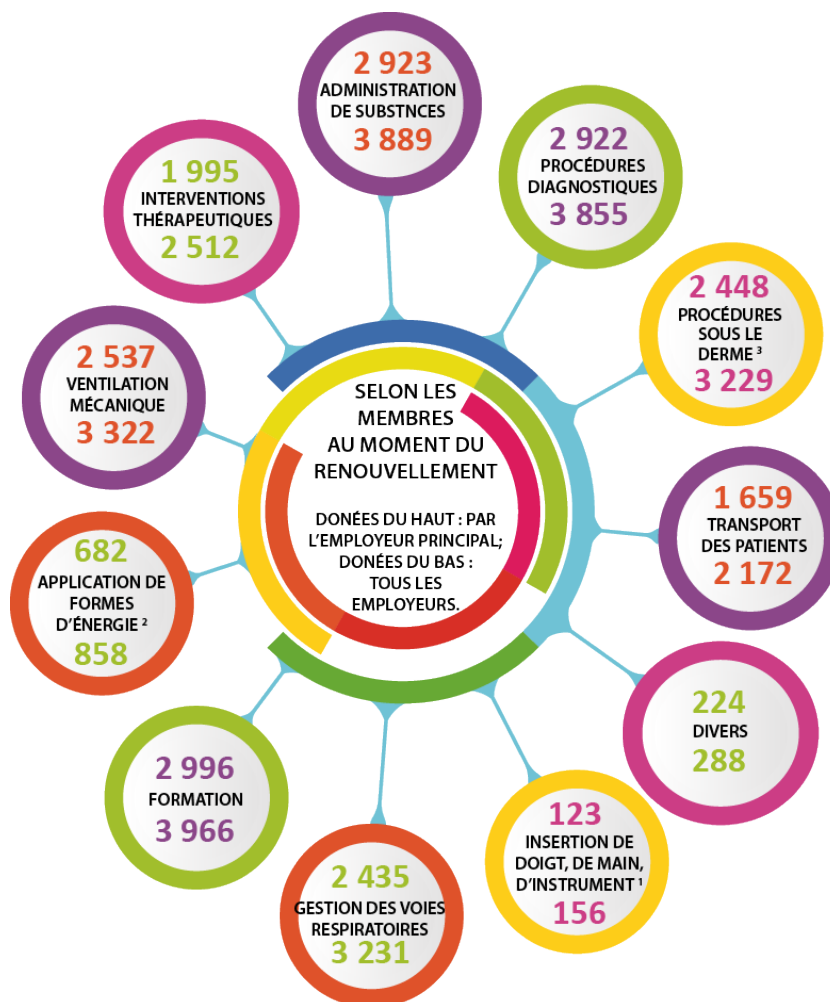 2 923
ADMINISTRATION
DE SUBSTNCES
3 889
2 922
PROCÉDURES
DIAGNOSTIQUES
3 855
2 448
PROCÉDURES
SOUS LE
DERME ³
3 229
1 659
TRANSPORT
DES PATIENTS
2 172
224
DIVERS
288
123
INSERTION DE
DOIGT, DE MAIN,
D'INSTRUMENT ¹
156
2 435
GESTION DES VOIES
RESPIRATOIRES
3 231
2 996
FORMATION
3 966
682
APPLICATION DE
FORMES
D'ÉNERGIE ²
858
2 537
VENTILATION
MÉCANIQUE
3 322
1 995
INTERVENTIONS
THÉRAPEUTIQUES
2 512
SELON LES
MEMBRES
AU MOMENT DU
RENOUVELLEMENT
DONÉES DU HAUT : PAR
L'EMPLOYEUR PRINCIPAL;
DONÉES DU BAS :
TOUS LES
EMPLOYEURS.